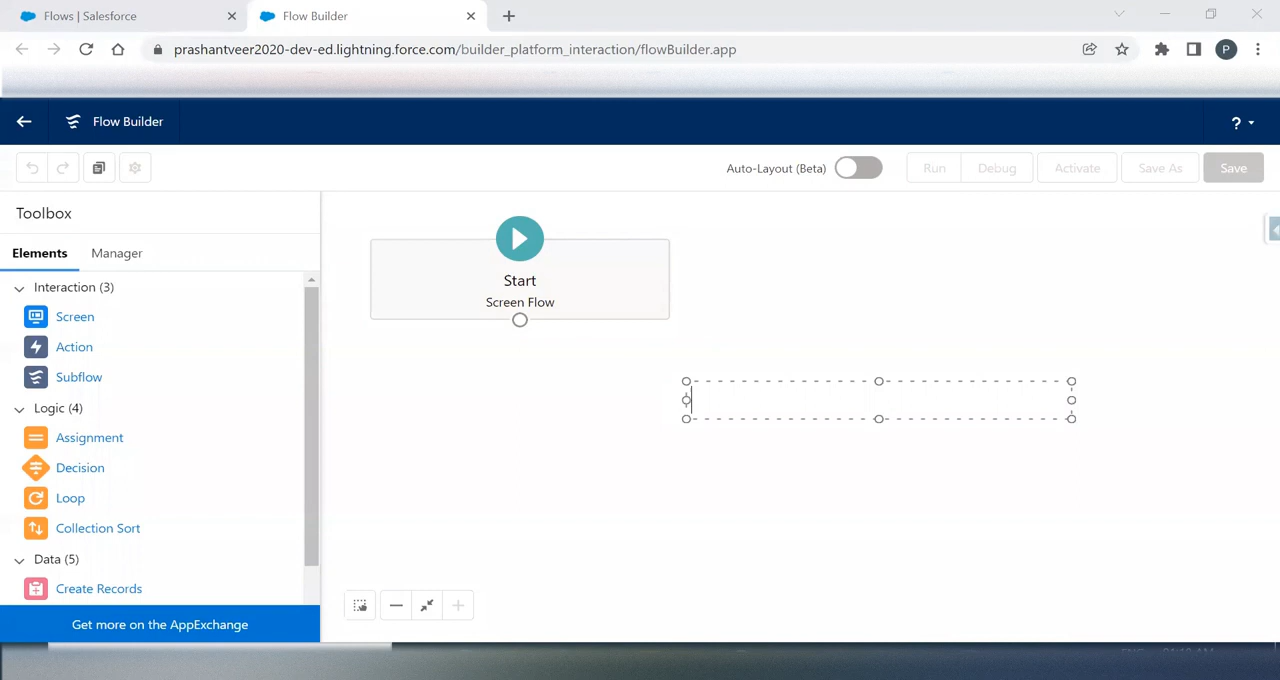 Flows | Salesforce
Flow Builder
prashantveer2020-dev-ed.lightning.force.com/builder_platform_interaction/flowBuilder.app
P
Flow Builder
?
Auto-Layout (Beta)
Run
Debug
Activate
Save As
Save
Toolbox
Elements
Manager
Interaction (3)
Screen
Action
Subflow
Logic (4)
Assignment
Decision
Loop
Collection Sort
Data (5)
Create Records
Get more on the AppExchange
Start
Screen Flow